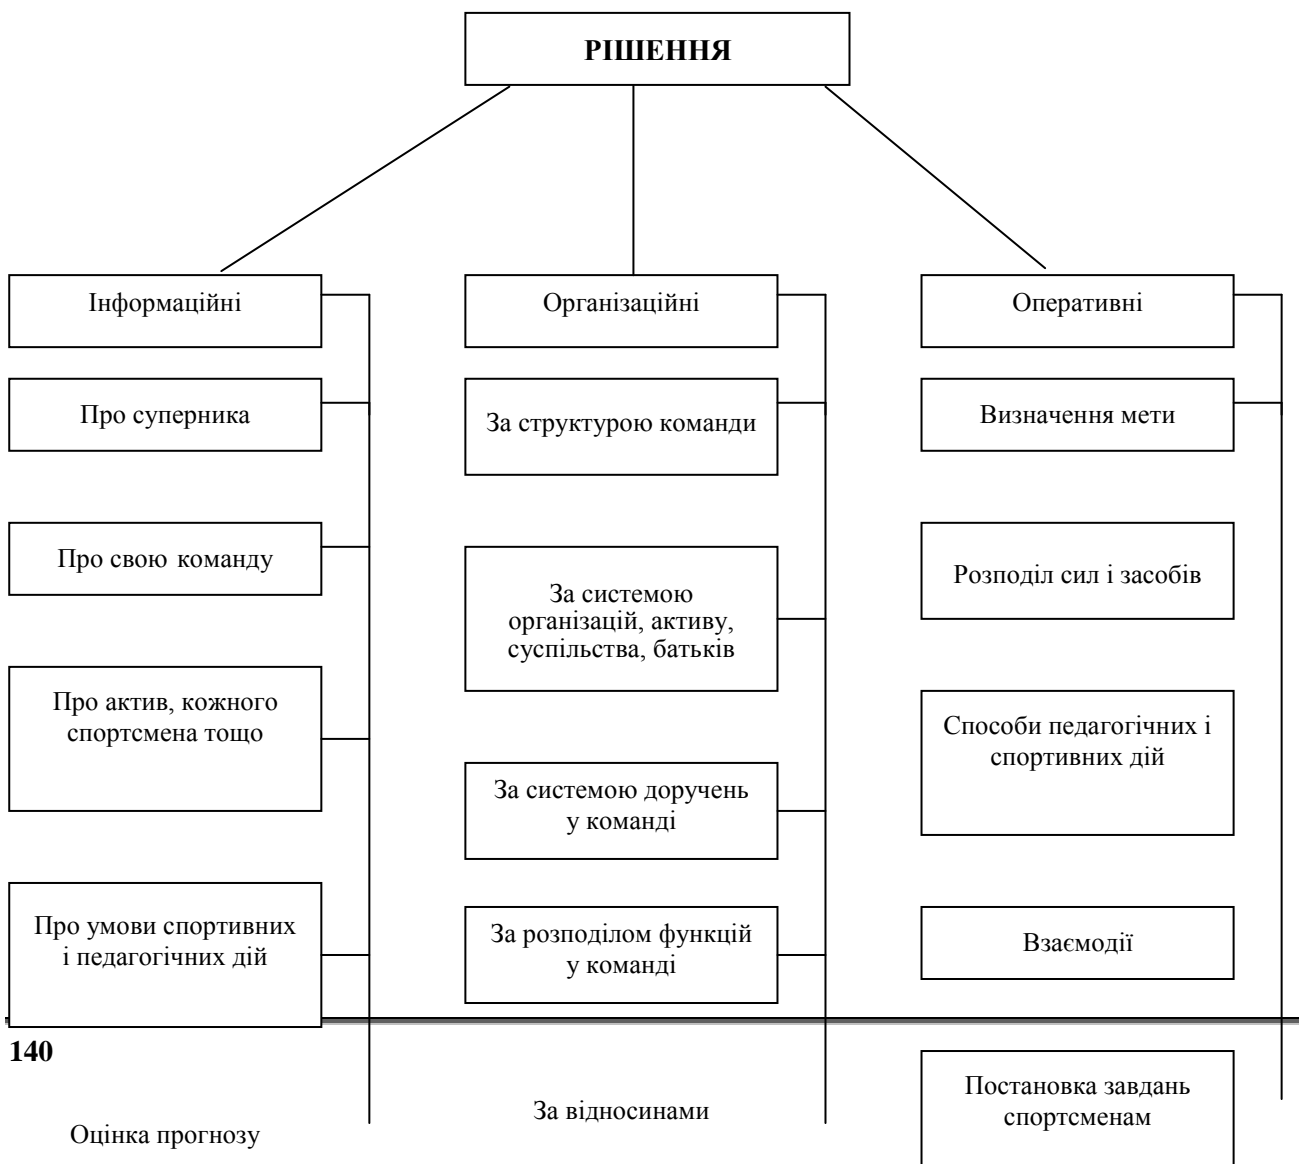 РІШЕННЯ
Інформаційні
Про суперника
Про свою команду
Про актив, кожного
спортсмена тощо
Про умови спортивних
і педагогічних дій
Оцінка прогнозу
Організаційні
За структурою команди
За системою
організацій, активу,
суспільства, батьків
За системою доручень
у команді
За розподілом функцій
у команді
За відносинами
Оперативні
Визначення мети
Розподіл сил і засобів
Способи педагогічних і
спортивних дій
Взаємодії
Постановка завдань
спортсменам
140